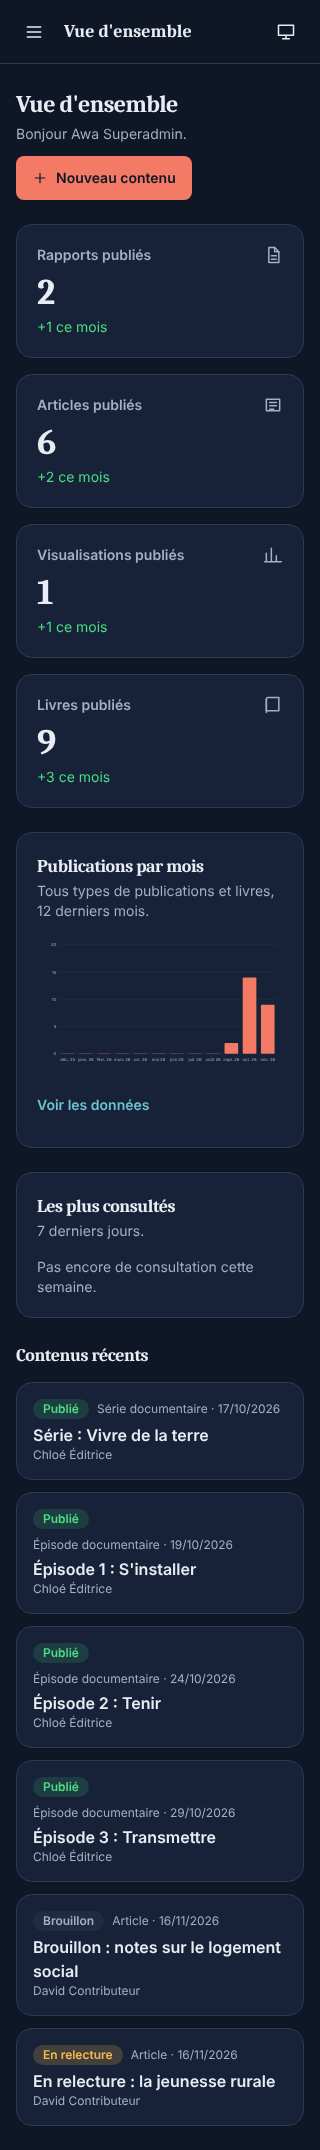 Vue d'ensemble
Vue d'ensemble
Bonjour Awa Superadmin.
Nouveau contenu
Rapports publiés
2
+1 ce mois
Articles publiés
6
+2 ce mois
Visualisations publiés
1
+1 ce mois
Livres publiés
9
+3 ce mois
Publications par mois
Tous types de publications et livres,
12 derniers mois.
Voir les données
Les plus consultés
7 derniers jours.
Pas encore de consultation cette
semaine.
Contenus récents
Publié Série documentaire · 17/10/2026
Série : Vivre de la terre
Chloé Éditrice
Publié
Épisode documentaire · 19/10/2026
Épisode 1 : S'installer
Chloé Éditrice
Publié
Épisode documentaire · 24/10/2026
Épisode 2 : Tenir
Chloé Éditrice
Publié
Épisode documentaire · 29/10/2026
Épisode 3 : Transmettre
Chloé Éditrice
Brouillon Article · 16/11/2026
Brouillon : notes sur le logement
social
David Contributeur
En relecture Article · 16/11/2026
En relecture : la jeunesse rurale
David Contributeur